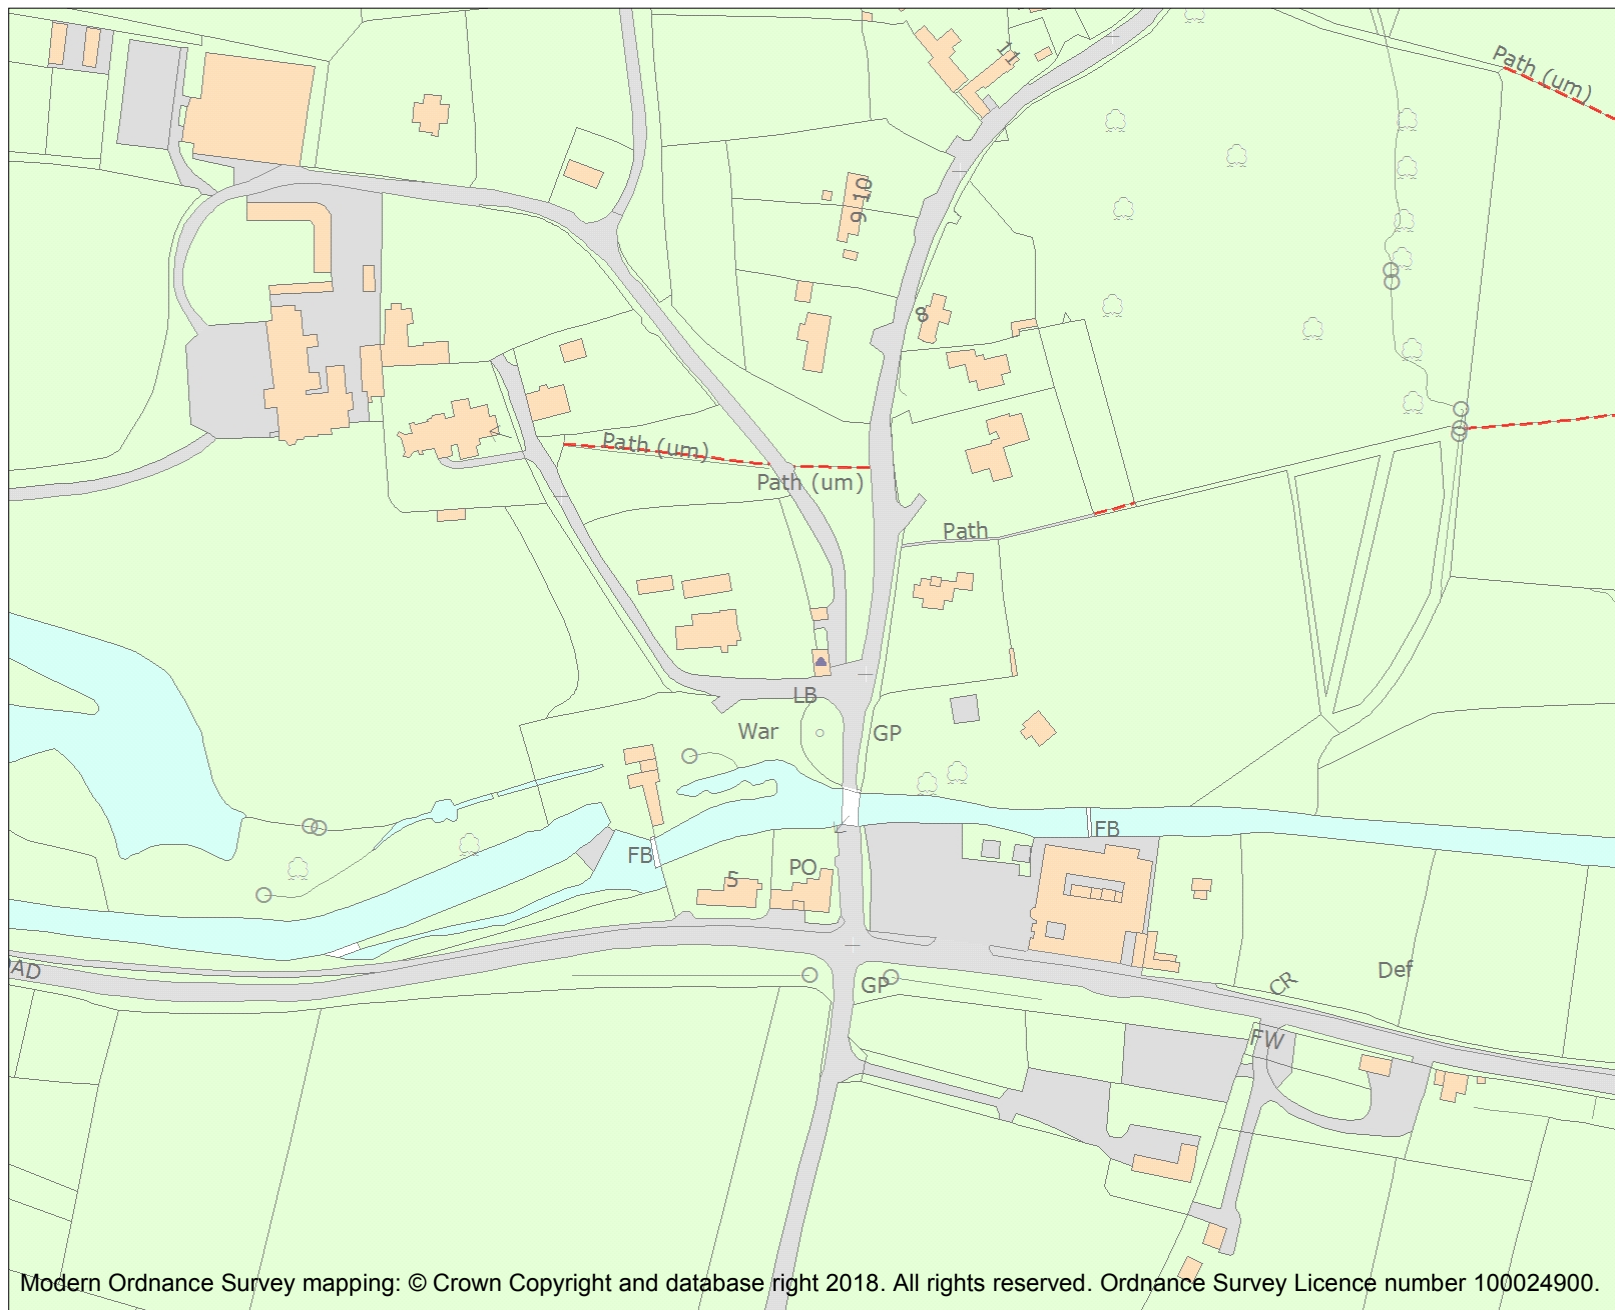 11
Path (um)
9 10
8
Path (um)
Path (um)
Path
LB
War
GP
FB
FB
5
PO
OAD
GP
CR
Def
FW
Modern Ordnance Survey mapping: © Crown Copyright and database right 2018. All rights reserved. Ordnance Survey Licence number 100024900.